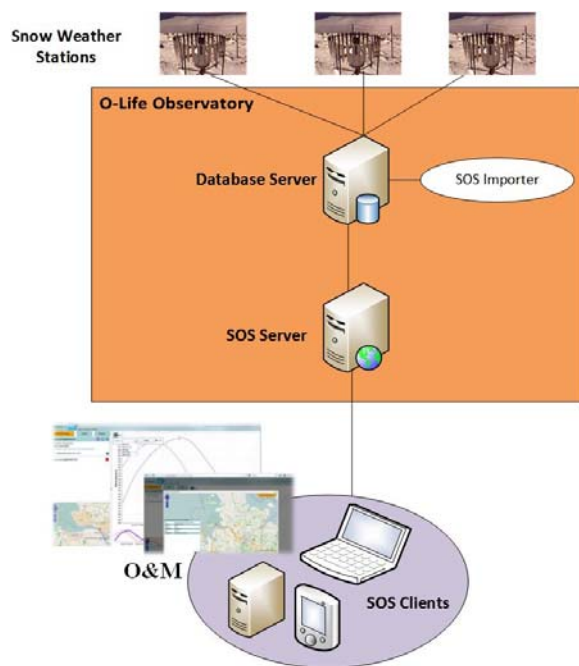 Snow Weather
Stations
O-Life Observatory
Database Server
SOS Importer
SOS Server
O&M
SOS Clients